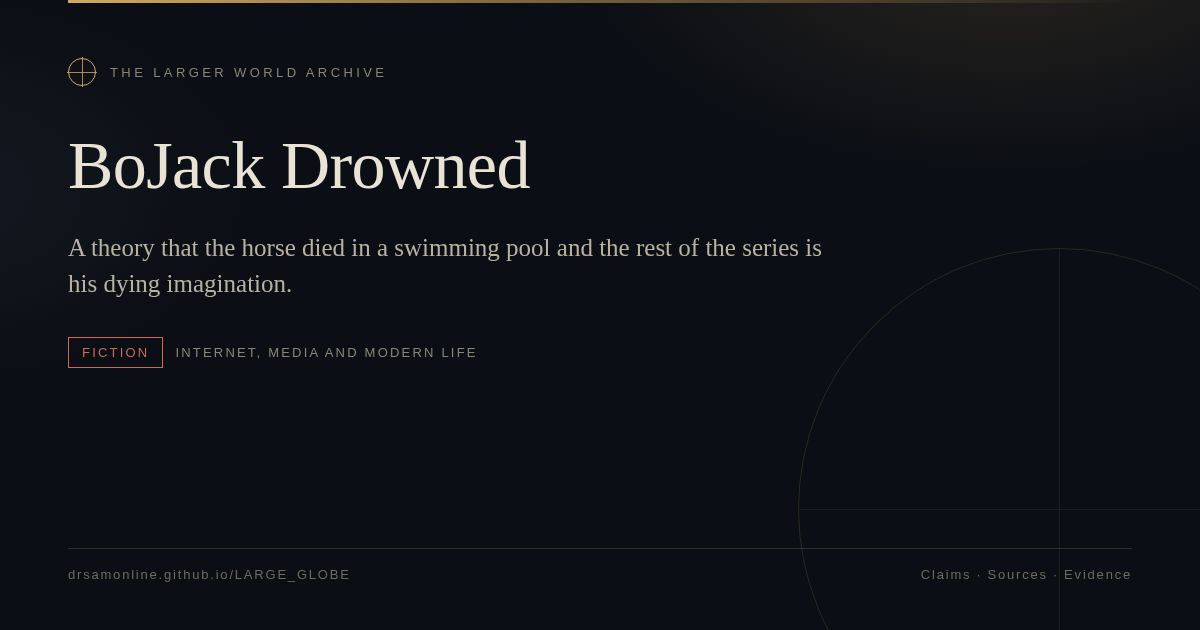 THE LARGER WORLD ARCHIVE
BoJack Drowned
A theory that the horse died in a swimming pool and the rest of the series is
his dying imagination.
FICTION INTERNET, MEDIA AND MODERN LIFE
drsamonline.github.io/LARGE_GLOBE
Claims · Sources · Evidence